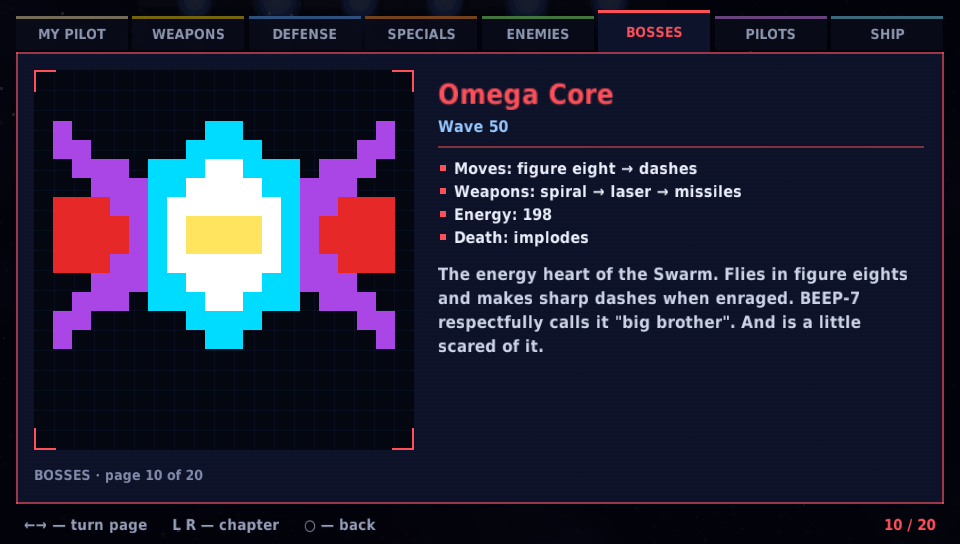 MY PILOT WEAPONS DEFENSE SPECIALS ENEMIES BOSSES PILOTS SHIP
Omega Core
Wave 50
Moves: figure eight → dashes
Weapons: spiral → laser → missiles
Energy: 198
Death: implodes
The energy heart of the Swarm. Flies in figure eights
and makes sharp dashes when enraged. BEEP-7
respectfully calls it "big brother". And is a little
scared of it.
BOSSES · page 10 of 20
←→ — turn page L R — chapter ○ — back 10 / 20